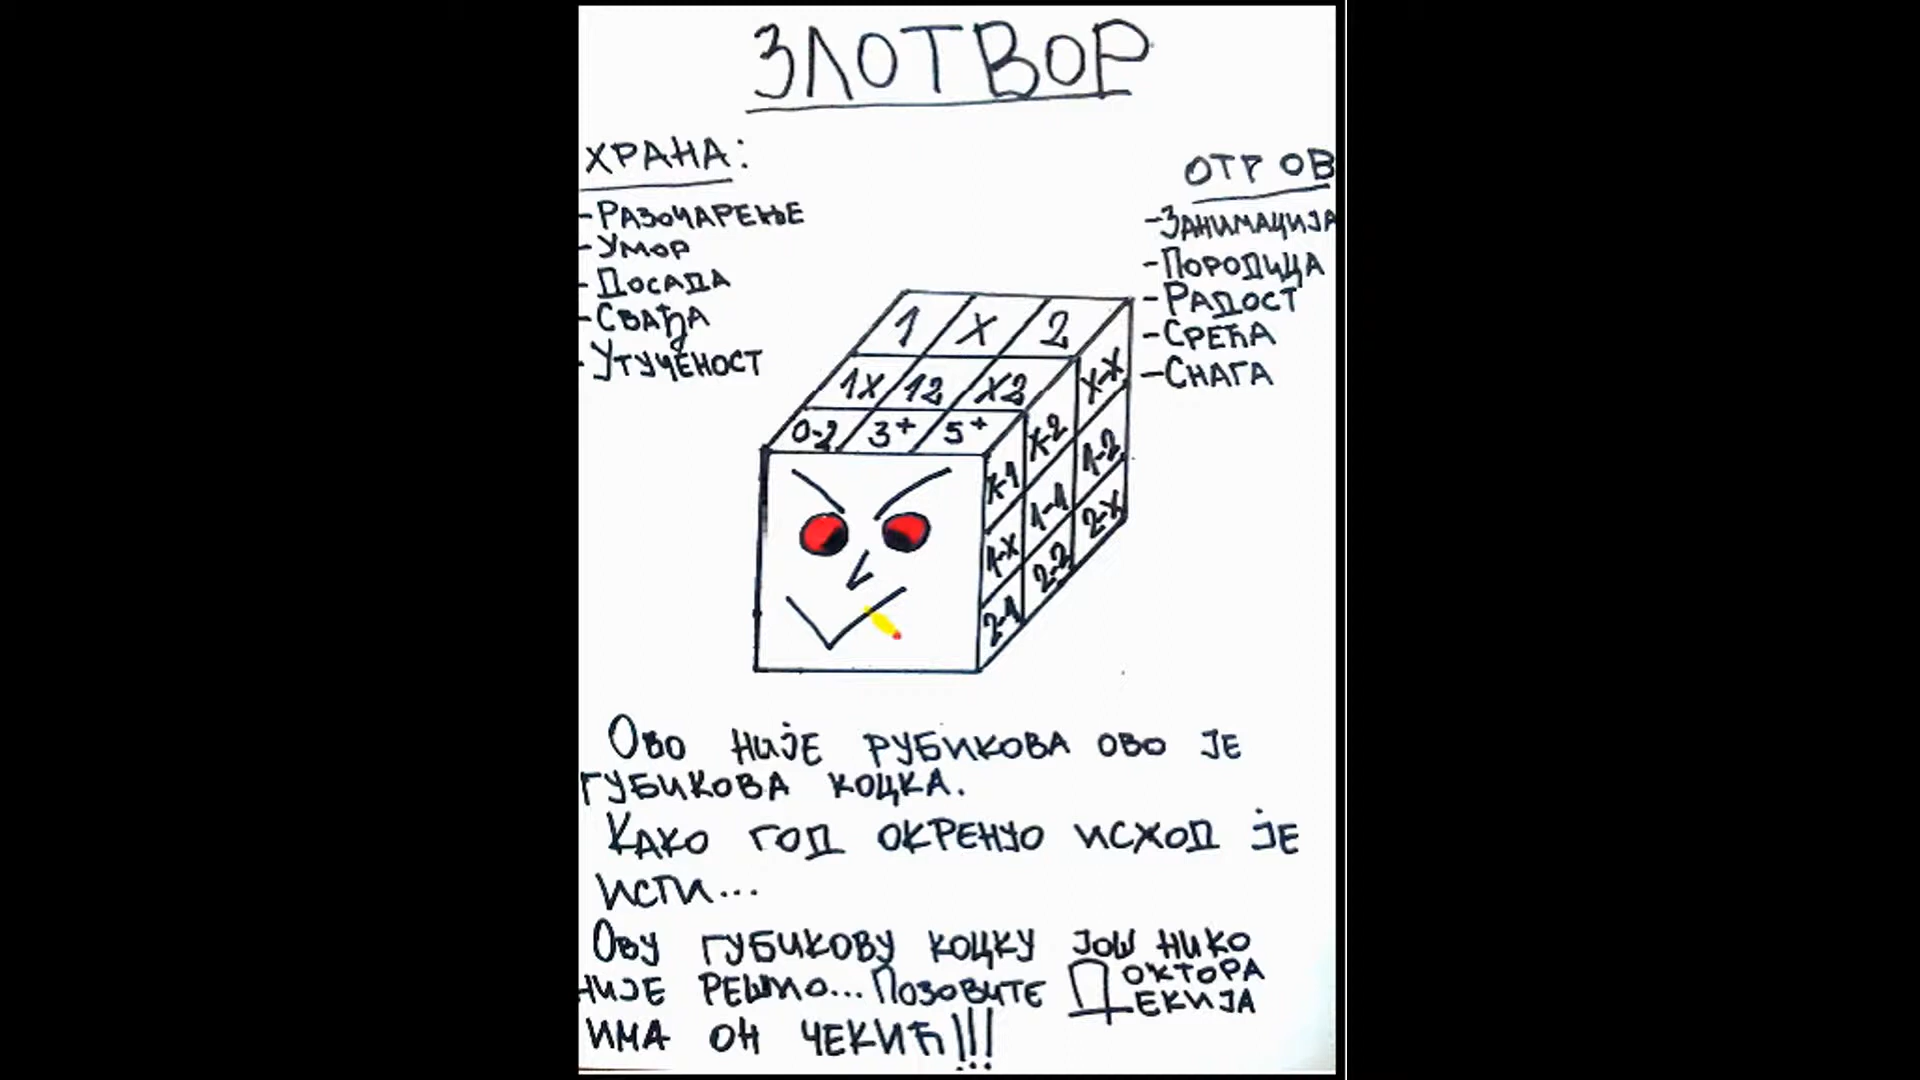 ЗЛОТВОР
ХРАНА:
-РАЗОЧАРЕЊЕ
-УМОР
-ДОСАДА
-СВАЂА
-УТУЧЕНОСТ
ОТРОВ
-ЗАНИМАЦИЈА
-ПОРОДИЦА
-РАДОСТ
-СРЕЋА
-СНАГА
1 X 2
1X 12 X2
0-2 3+ 5+
X-1 X-2 X-X
1-X 1-1 1-2
2-1 2-2 2-X
ОВО НИЈЕ РУБИКОВА ОВО ЈЕ
ГУБИКОВА КОЦКА.
КАКО ГОД ОКРЕНУО ИСХОД ЈЕ
ИСТИ...
ОВУ ГУБИКОВУ КОЦКУ ЈОШ НИКО
НИЈЕ РЕШИО... ПОЗОВИТЕ ДОКТОРА
ДЕКИЈА
ИМА ОН ЧЕКИЋ!!!